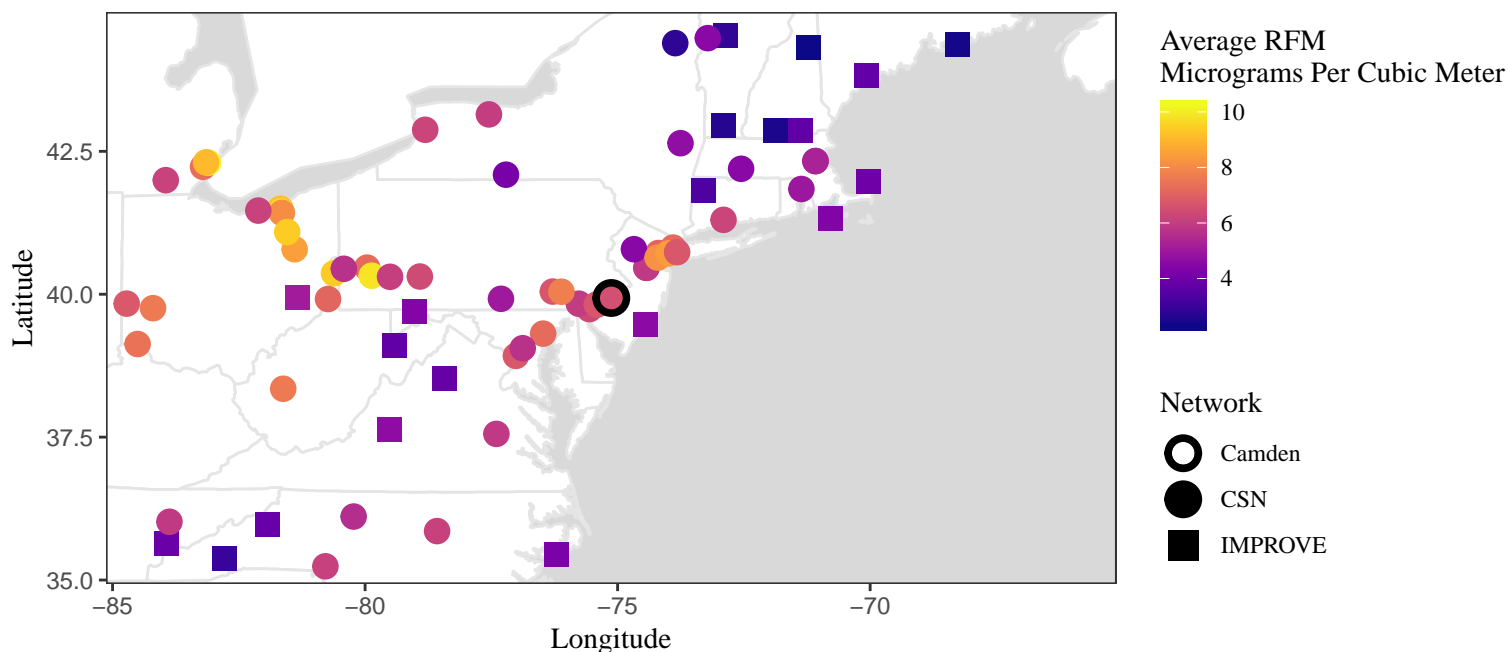 Average RFM
Micrograms Per Cubic Meter
10
8
6
4
Network
Camden
CSN
IMPROVE
Latitude
42.5
40.0
37.5
35.0
−85
−80
−75
−70
Longitude